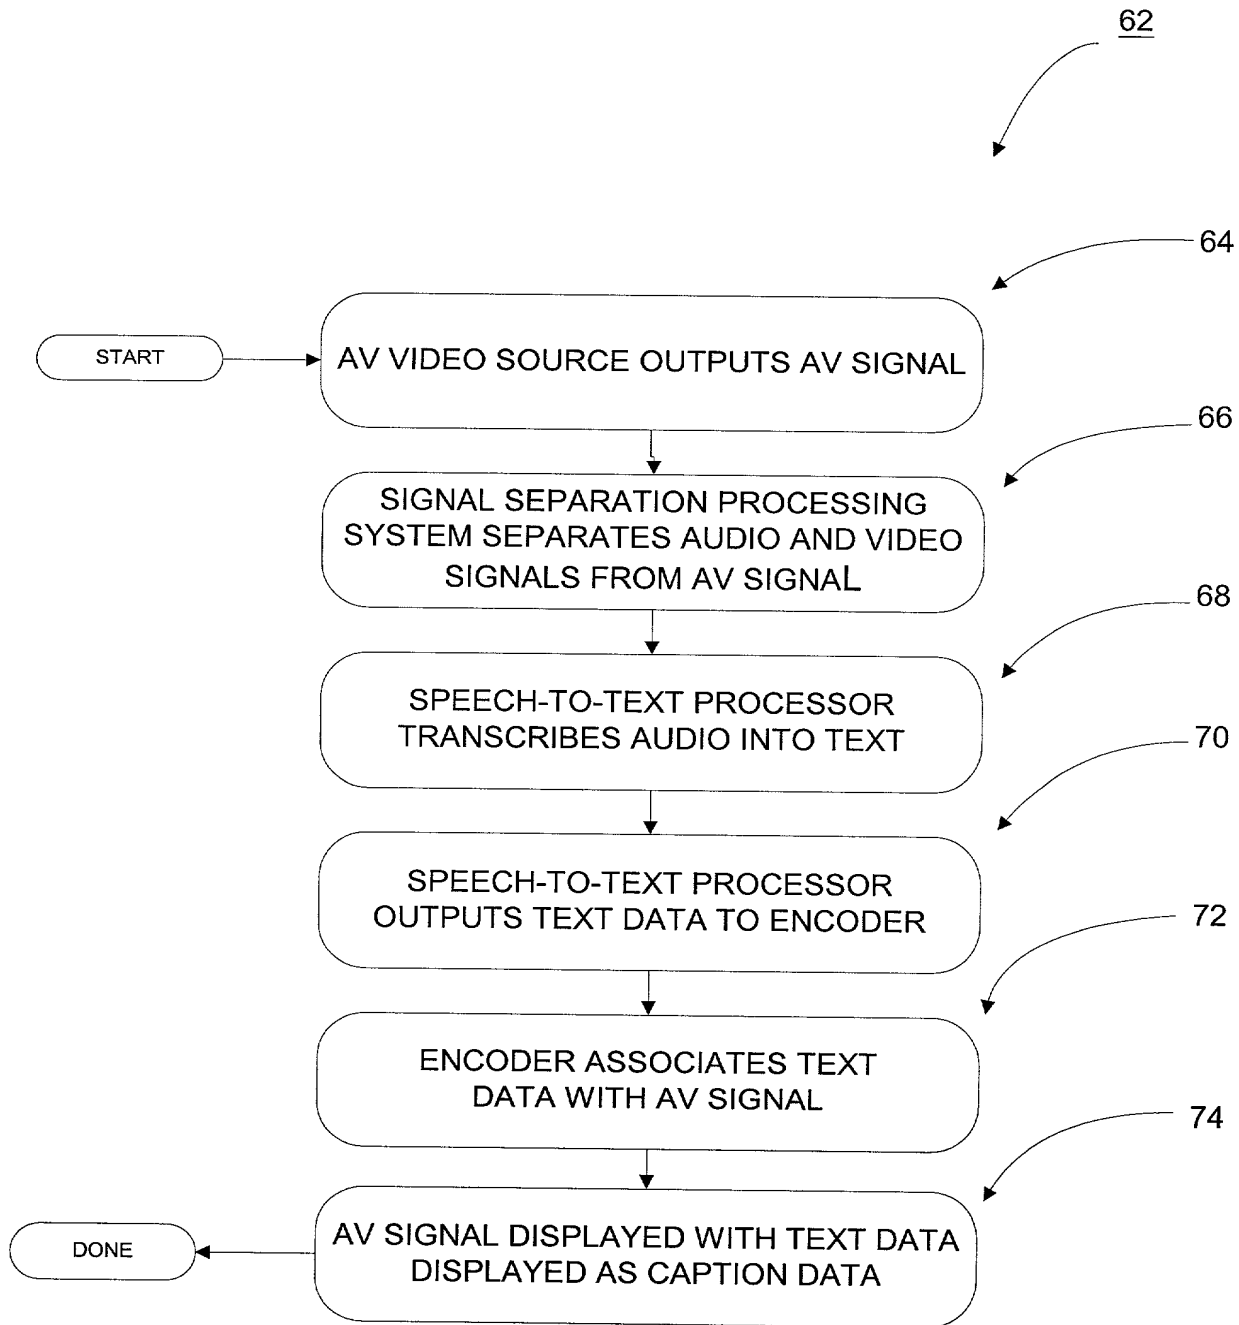 62
64
START
AV VIDEO SOURCE OUTPUTS AV SIGNAL
66
SIGNAL SEPARATION PROCESSING
SYSTEM SEPARATES AUDIO AND VIDEO
SIGNALS FROM AV SIGNAL
68
SPEECH-TO-TEXT PROCESSOR
TRANSCRIBES AUDIO INTO TEXT
70
SPEECH-TO-TEXT PROCESSOR
OUTPUTS TEXT DATA TO ENCODER
72
ENCODER ASSOCIATES TEXT
DATA WITH AV SIGNAL
74
AV SIGNAL DISPLAYED WITH TEXT DATA
DISPLAYED AS CAPTION DATA
DONE